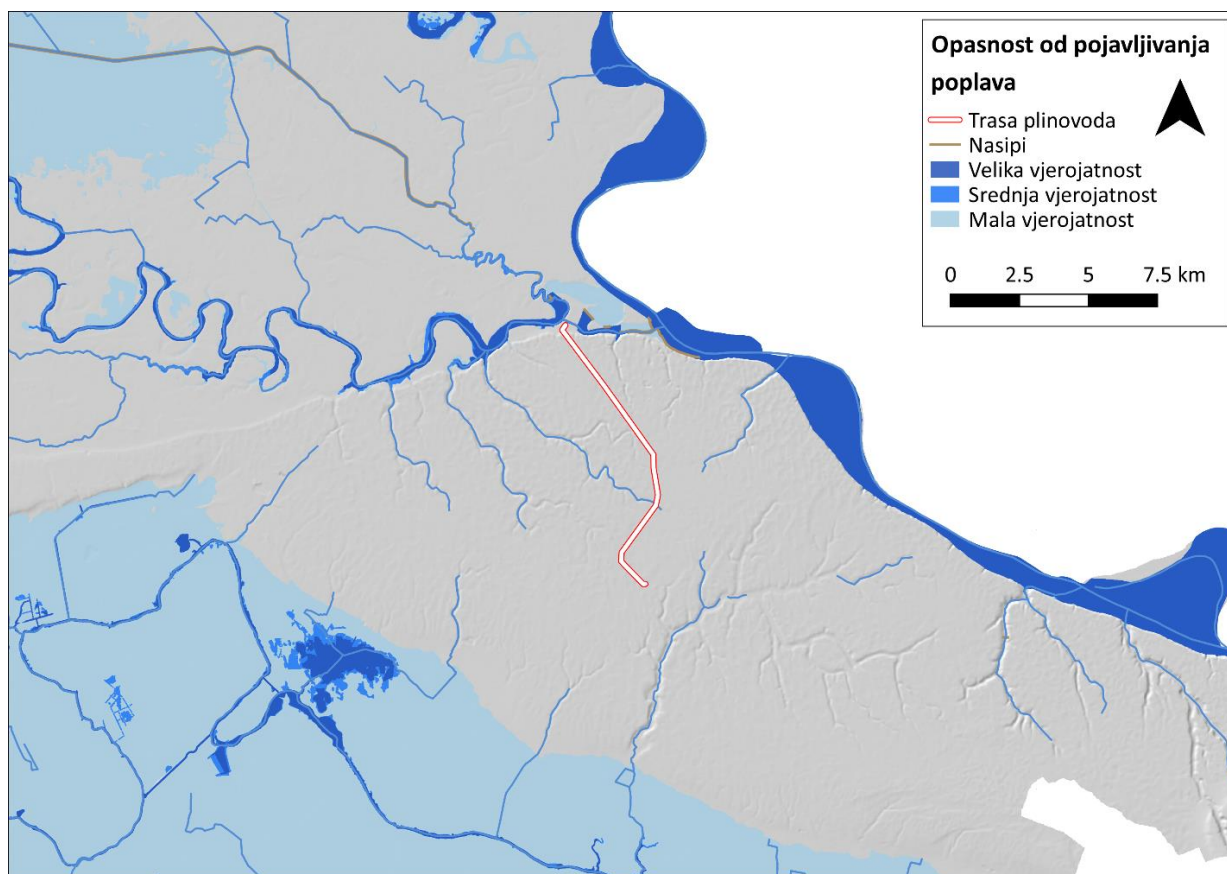 Opasnost od pojavljivanja
poplava
Trasa plinovoda
Nasipi
Velika vjerojatnost
Srednja vjerojatnost
Mala vjerojatnost
0 2.5 5 7.5 km